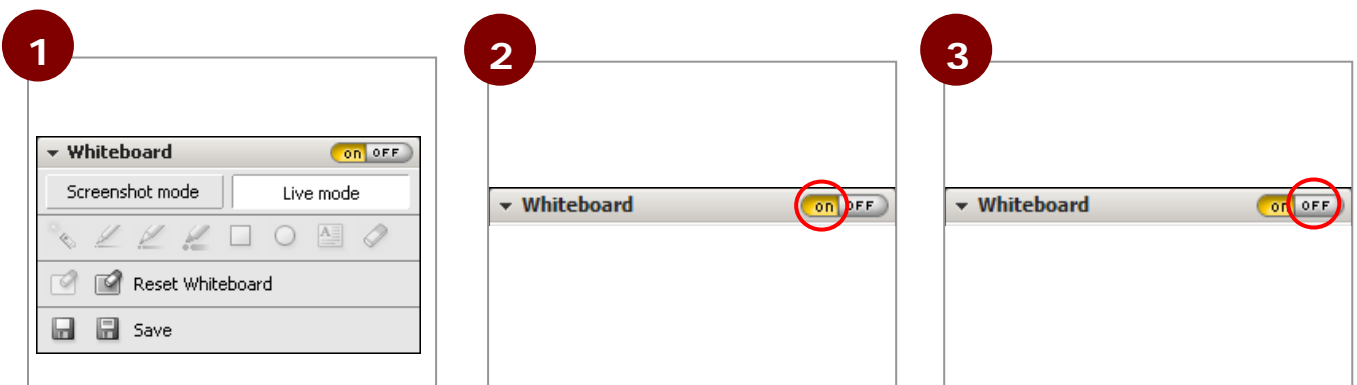 1
Whiteboard on OFF
Screenshot mode Live mode
A
Reset Whiteboard
Save
2
Whiteboard on OFF
3
Whiteboard on OFF